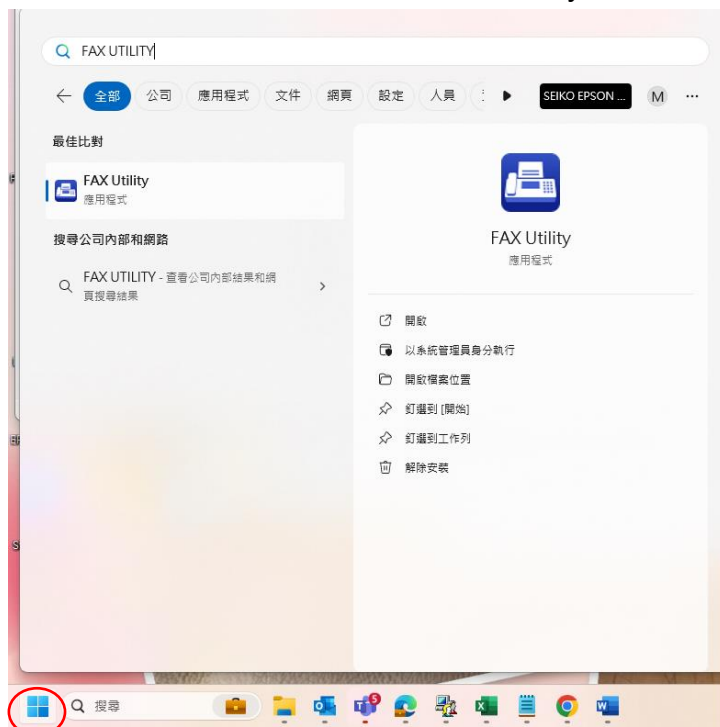 FAX UTILITY
全部 公司 應用程式 文件 網頁 設定 人員 SEIKO EPSON ... M ...
最佳比對
FAX Utility
應用程式
搜尋公司內部和網路
FAX UTILITY - 查看公司內部結果和網
頁搜尋結果
FAX Utility
應用程式
開啟
以系統管理員身分執行
開啟檔案位置
釘選到 [開始]
釘選到工作列
解除安裝
搜尋
5